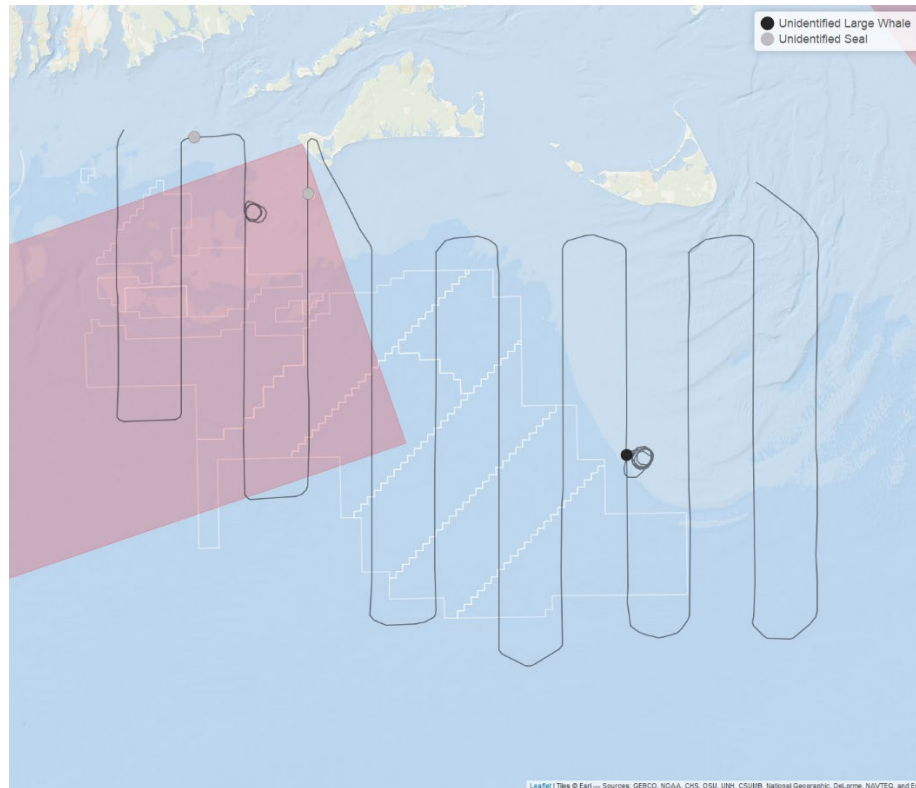 Unidentified Large Whale
Unidentified Seal
Leaflet | Tiles © Esri — Sources: GEBCO, NOAA, CHS, OSU, UNH, CSUMB, National Geographic, DeLorme, NAVTEQ, and